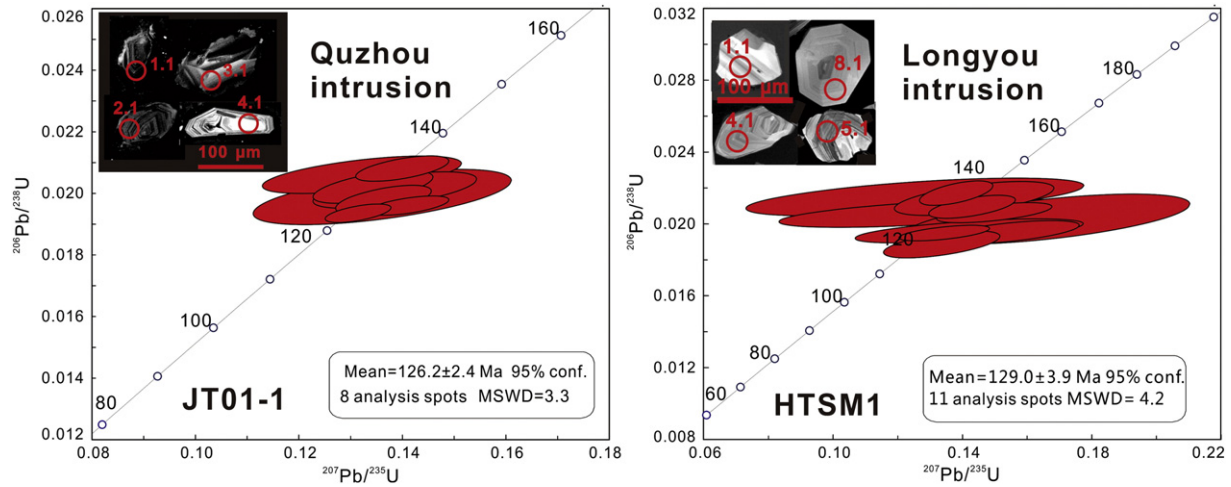 0.026
0.024
0.022
0.020
0.018
0.016
0.014
0.012
²⁰⁶Pb/²³⁸U
1.1
3.1
2.1
4.1
100 µm
Quzhou
intrusion
160
140
120
100
80
Mean=126.2±2.4 Ma 95% conf.
8 analysis spots MSWD=3.3
JT01-1
0.08 0.10 0.12 0.14 0.16 0.18
²⁰⁷Pb/²³⁵U
0.032
0.028
0.024
0.020
0.016
0.012
0.008
²⁰⁶Pb/²³⁸U
1.1
8.1
100 µm
4.1
5.1
Longyou
intrusion
180
160
140
120
100
80
60
Mean=129.0±3.9 Ma 95% conf.
11 analysis spots MSWD= 4.2
HTSM1
0.06 0.10 0.14 0.18 0.22
²⁰⁷Pb/²³⁵U